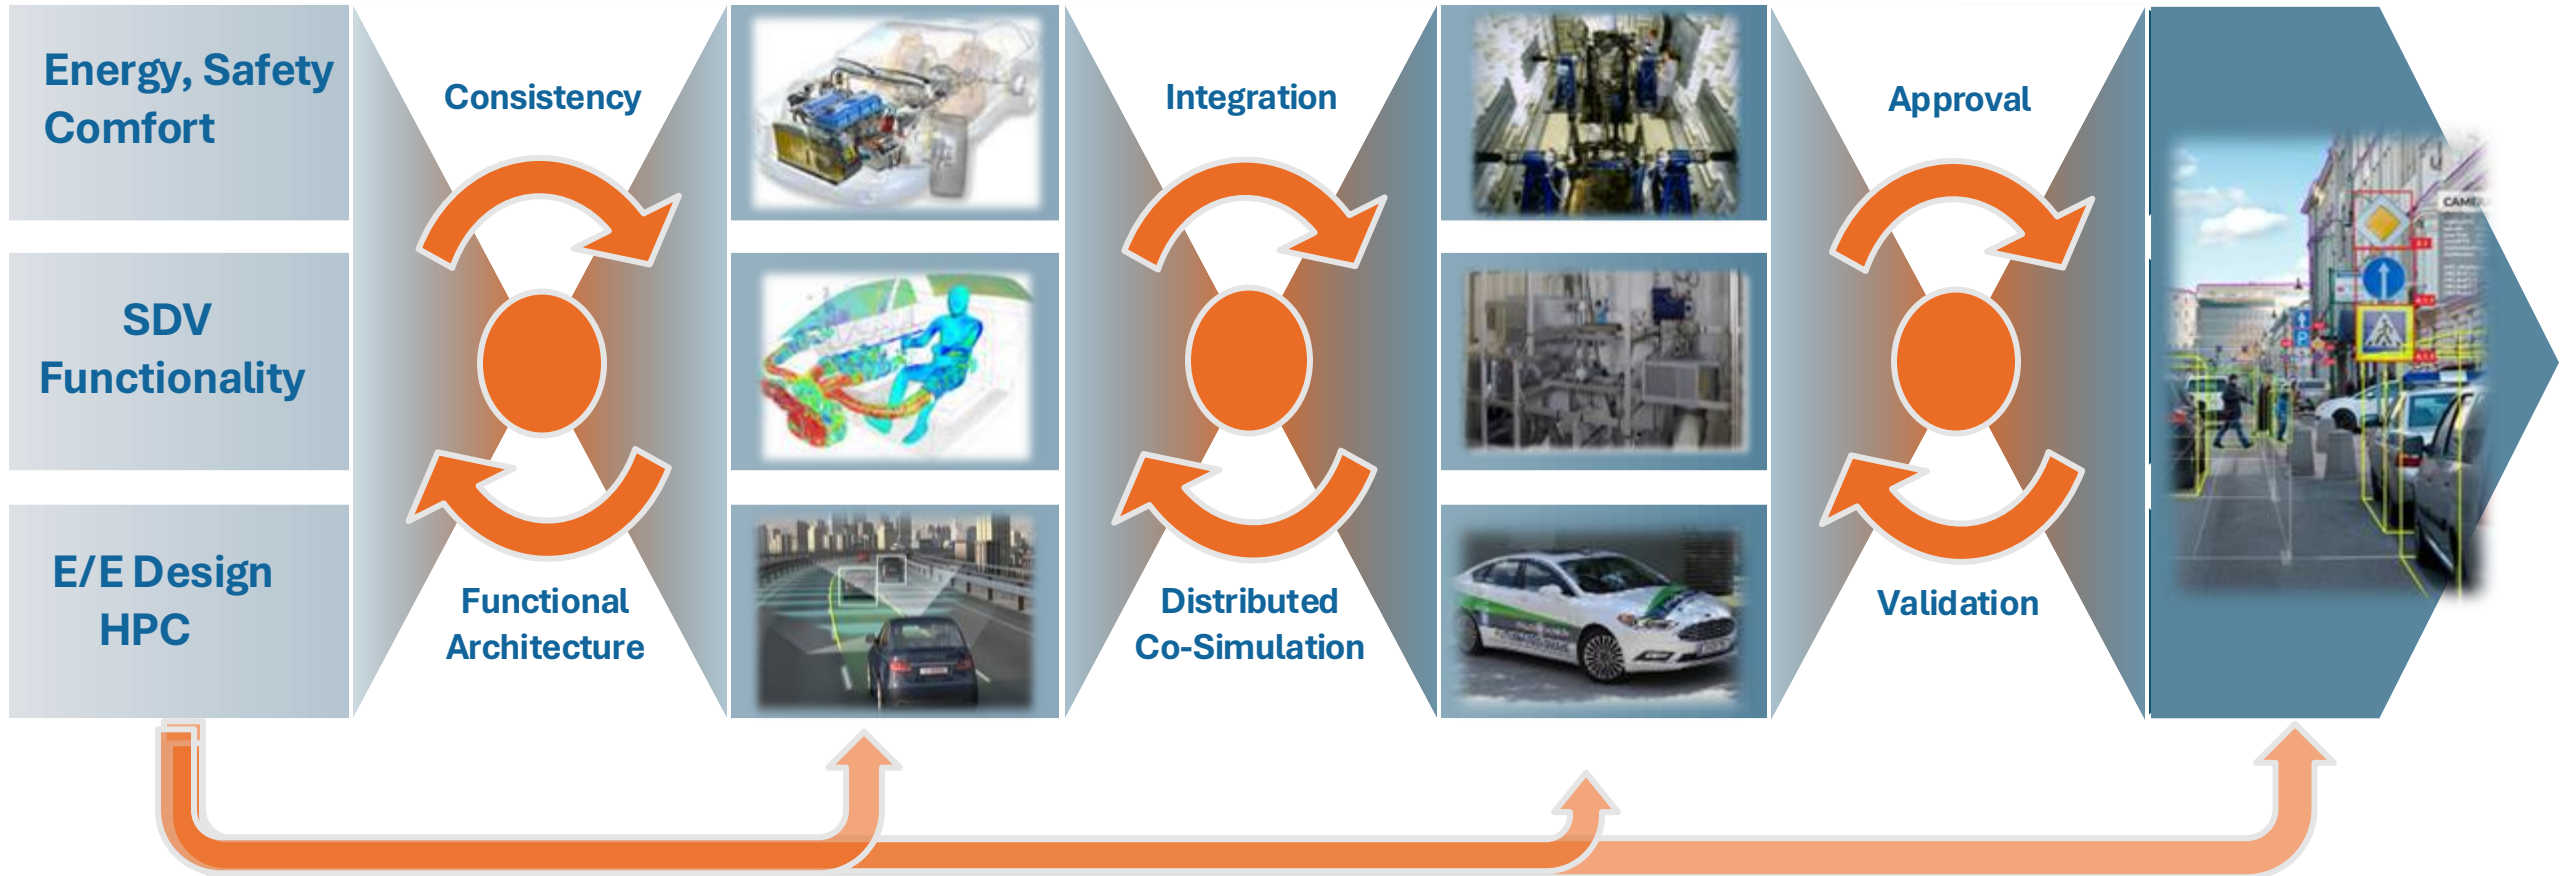 Energy, Safety
Comfort
Consistency
Integration
Approval
SDV
Functionality
E/E Design
HPC
Functional
Architecture
Distributed
Co-Simulation
Validation
P